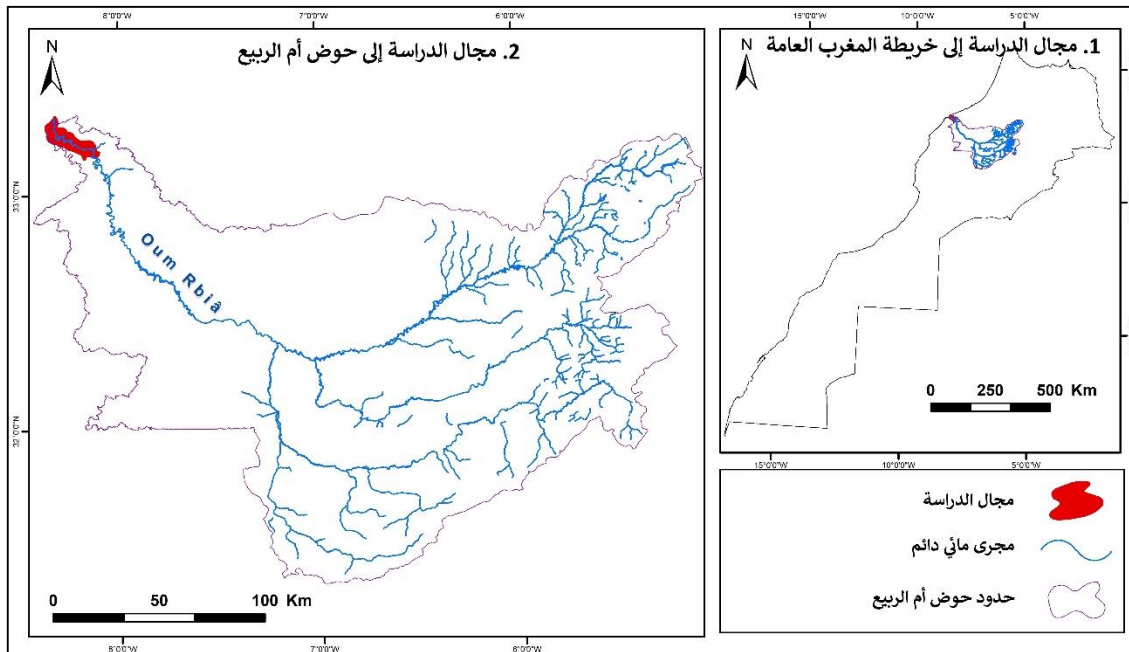 8°0'0"W
7°0'0"W
6°0'0"W
2. مجال الدراسة إلى حوض أم الربيع
N
33°0'0"N
32°0'0"N
Oum Rbiâ
0 50 100 Km
8°0'0"W
7°0'0"W
6°0'0"W
15°0'0"W
10°0'0"W
5°0'0"W
1. مجال الدراسة إلى خريطة المغرب العامة
N
0 250 500 Km
15°0'0"W
10°0'0"W
5°0'0"W
مجال الدراسة
مجرى مائي دائم
حدود حوض أم الربيع